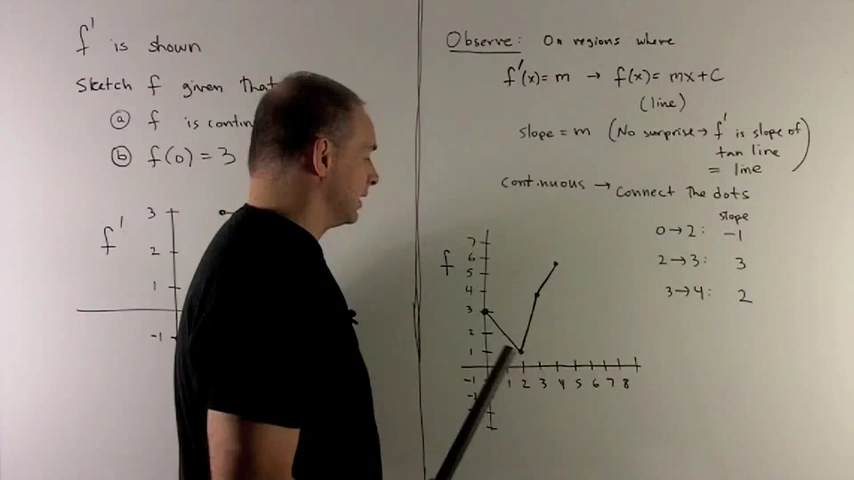 f' is shown
Sketch f given that
ⓐ f is contin
ⓑ f(0) = 3
f'
3
2
1
-1
Observe: On regions where
f'(x) = m → f(x) = mx + C
(line)
slope = m (No surprise → f' is slope of
tan line
= line)
Continuous → Connect the dots
slope
0→2: -1
2→3: 3
3→4: 2
f
7
6
5
4
3
2
1
-1
1 2 3 4 5 6 7 8